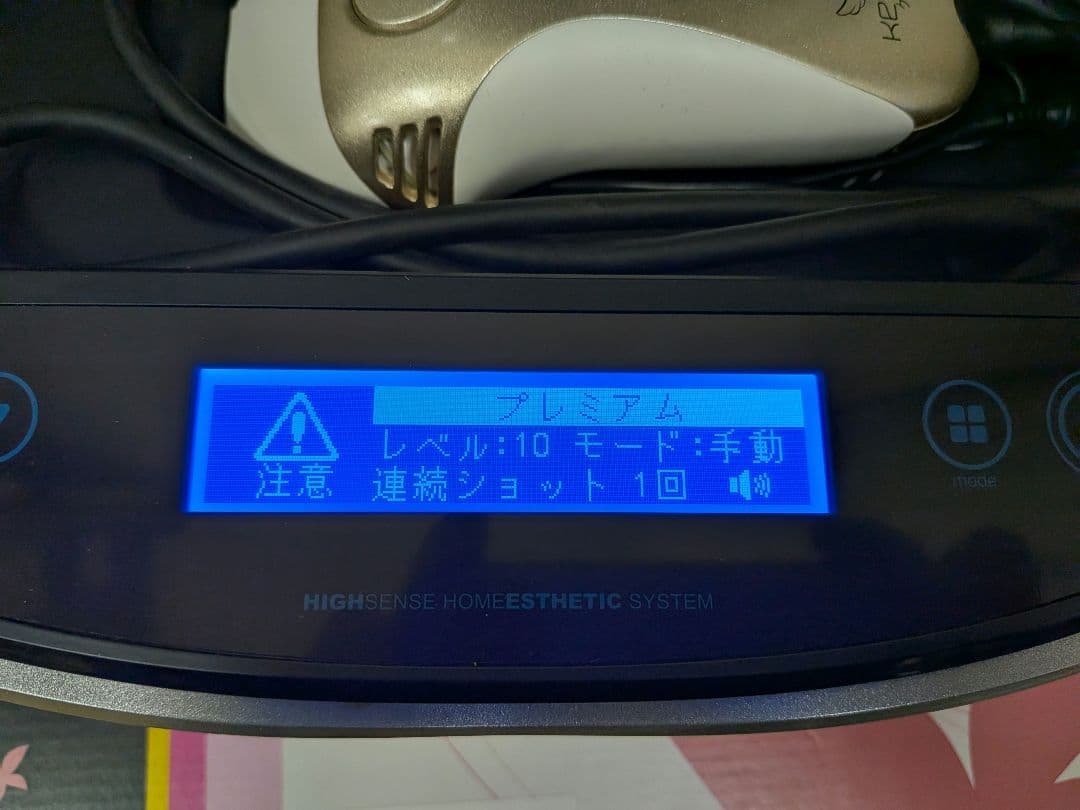 プレミアム
レベル:10 モード:手動
注意 連続ショット 1回
mode
HIGHSENSE HOMEESTHETIC SYSTEM